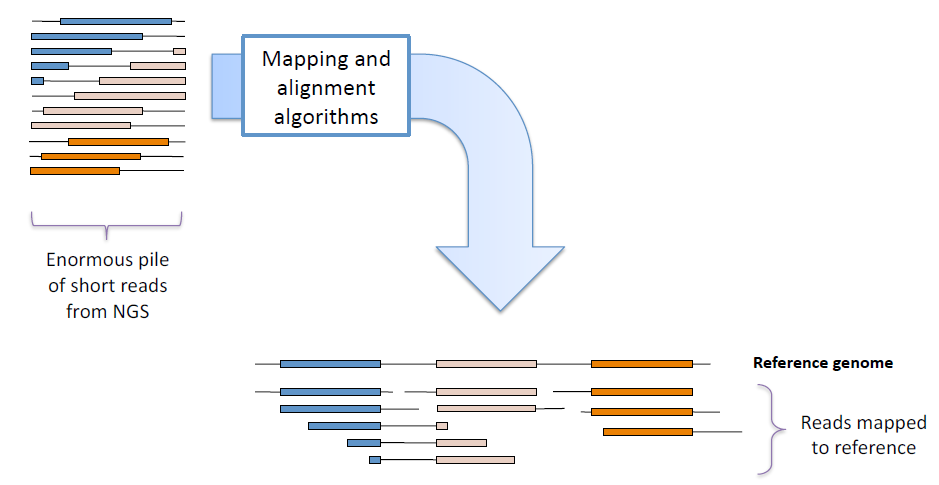 Mapping and
alignment
algorithms
Enormous pile
of short reads
from NGS
Reference genome
Reads mapped
to reference